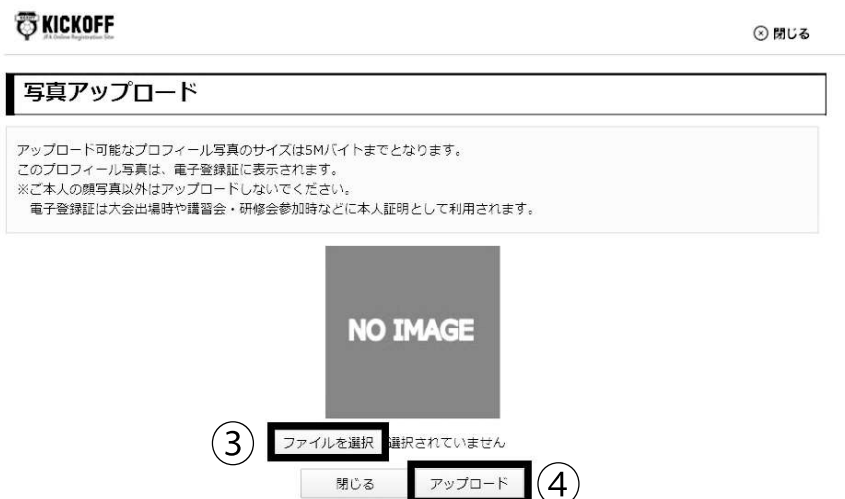 KICKOFF
JFA Online Registration Site
閉じる
写真アップロード
アップロード可能なプロフィール写真のサイズは5Mバイトまでとなります。
このプロフィール写真は、電子登録証に表示されます。
※ご本人の顔写真以外はアップロードしないでください。
電子登録証は大会出場時や講習会・研修会参加時などに本人証明として利用されます。
NO IMAGE
③ ファイルを選択 選択されていません
閉じる アップロード ④